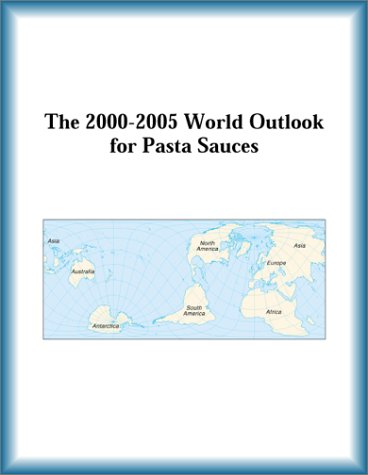 The 2000-2005 World Outlook
for Pasta Sauces
Asia
Australia
Antarctica
North
America
South
America
Europe
Asia
Africa